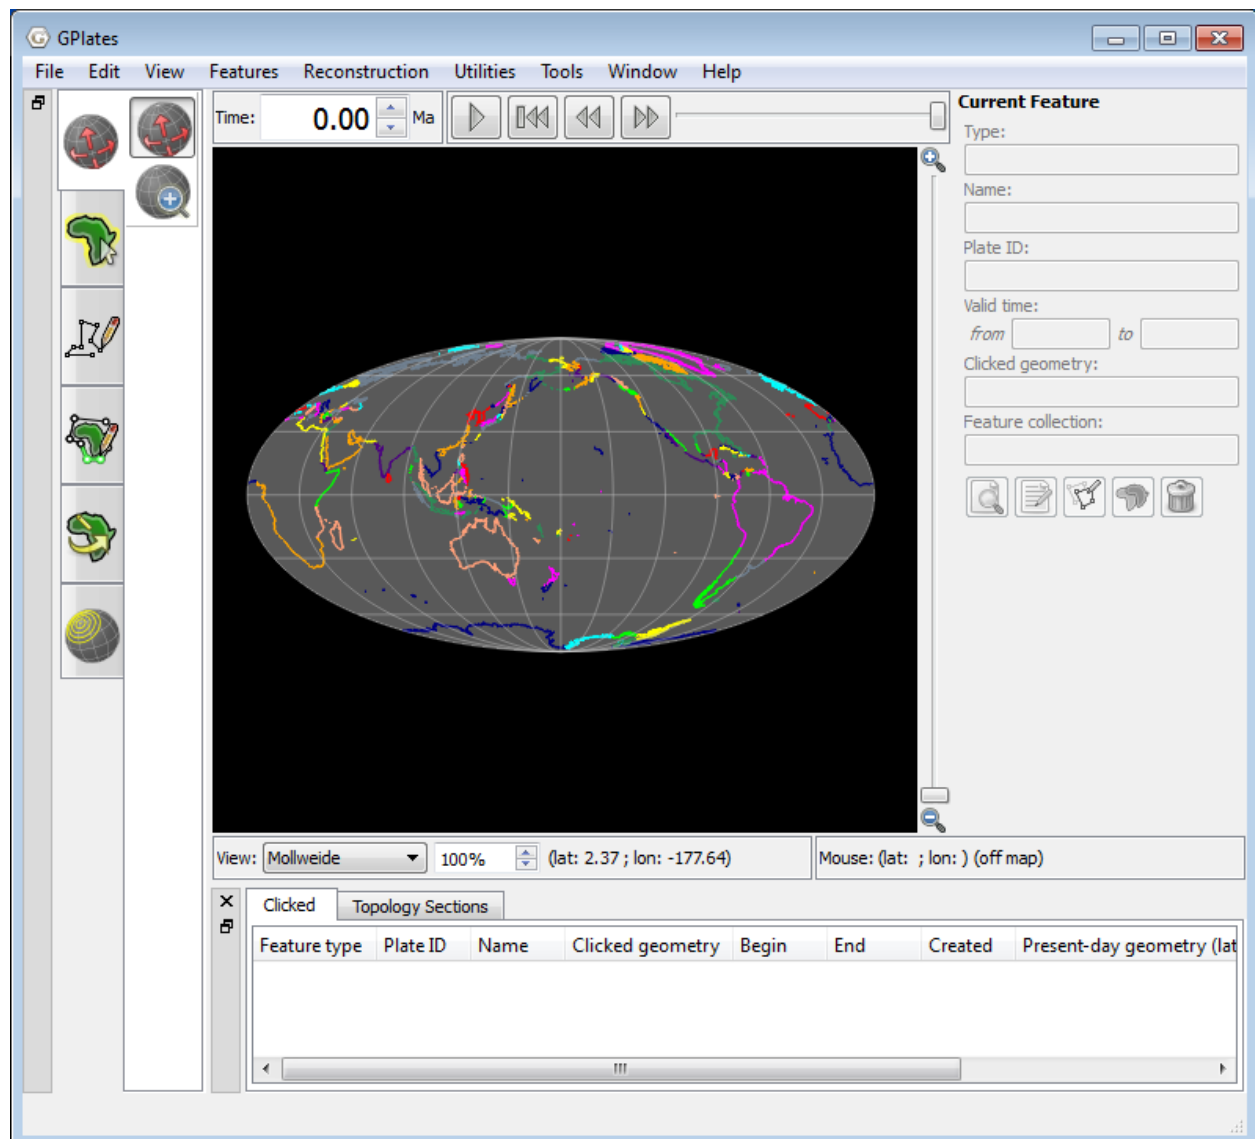 GPlates
File Edit View Features Reconstruction Utilities Tools Window Help
Time: 0.00 Ma
Current Feature
Type:
Name:
Plate ID:
Valid time:
from to
Clicked geometry:
Feature collection:
View: Mollweide 100% (lat: 2.37 ; lon: -177.64) Mouse: (lat: ; lon: ) (off map)
Clicked Topology Sections
Feature type Plate ID Name Clicked geometry Begin End Created Present-day geometry (lat